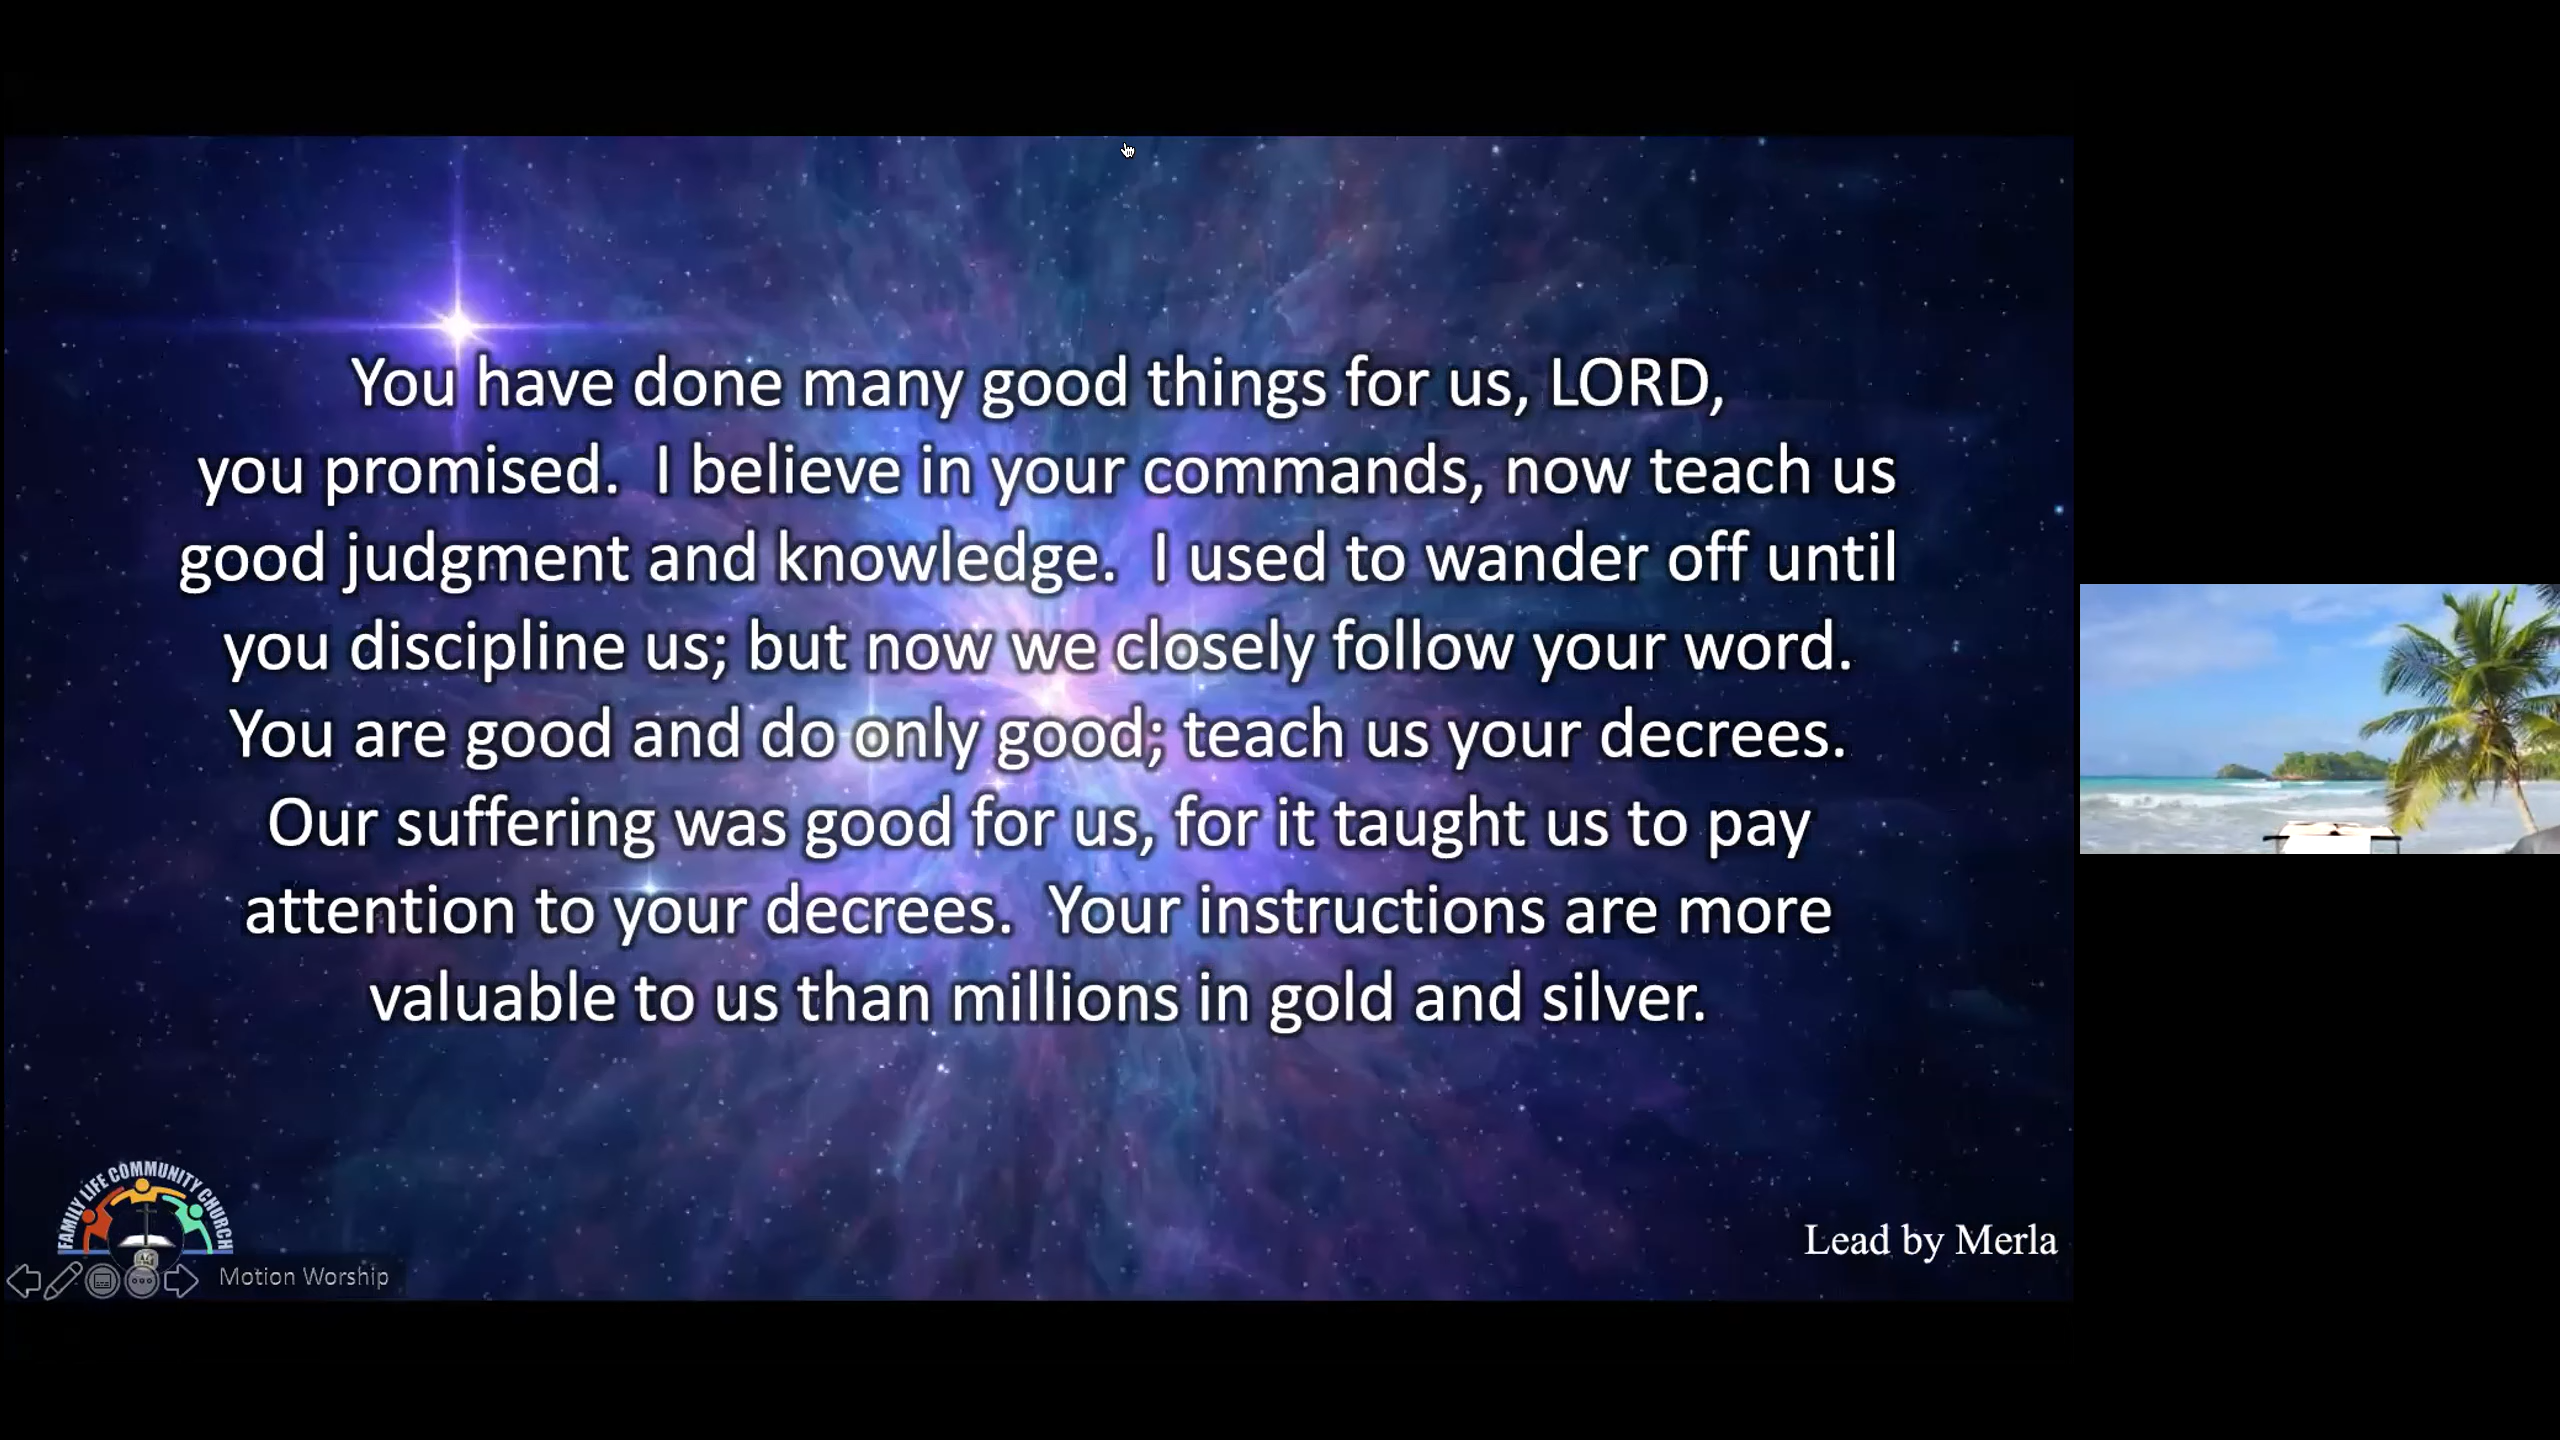 You have done many good things for us, LORD,
you promised.  I believe in your commands, now teach us
good judgment and knowledge.  I used to wander off until
you discipline us; but now we closely follow your word.
You are good and do only good; teach us your decrees.
Our suffering was good for us, for it taught us to pay
attention to your decrees.  Your instructions are more
valuable to us than millions in gold and silver.
FAMILY LIFE COMMUNITY CHURCH
AG
Lead by Merla
Motion Worship